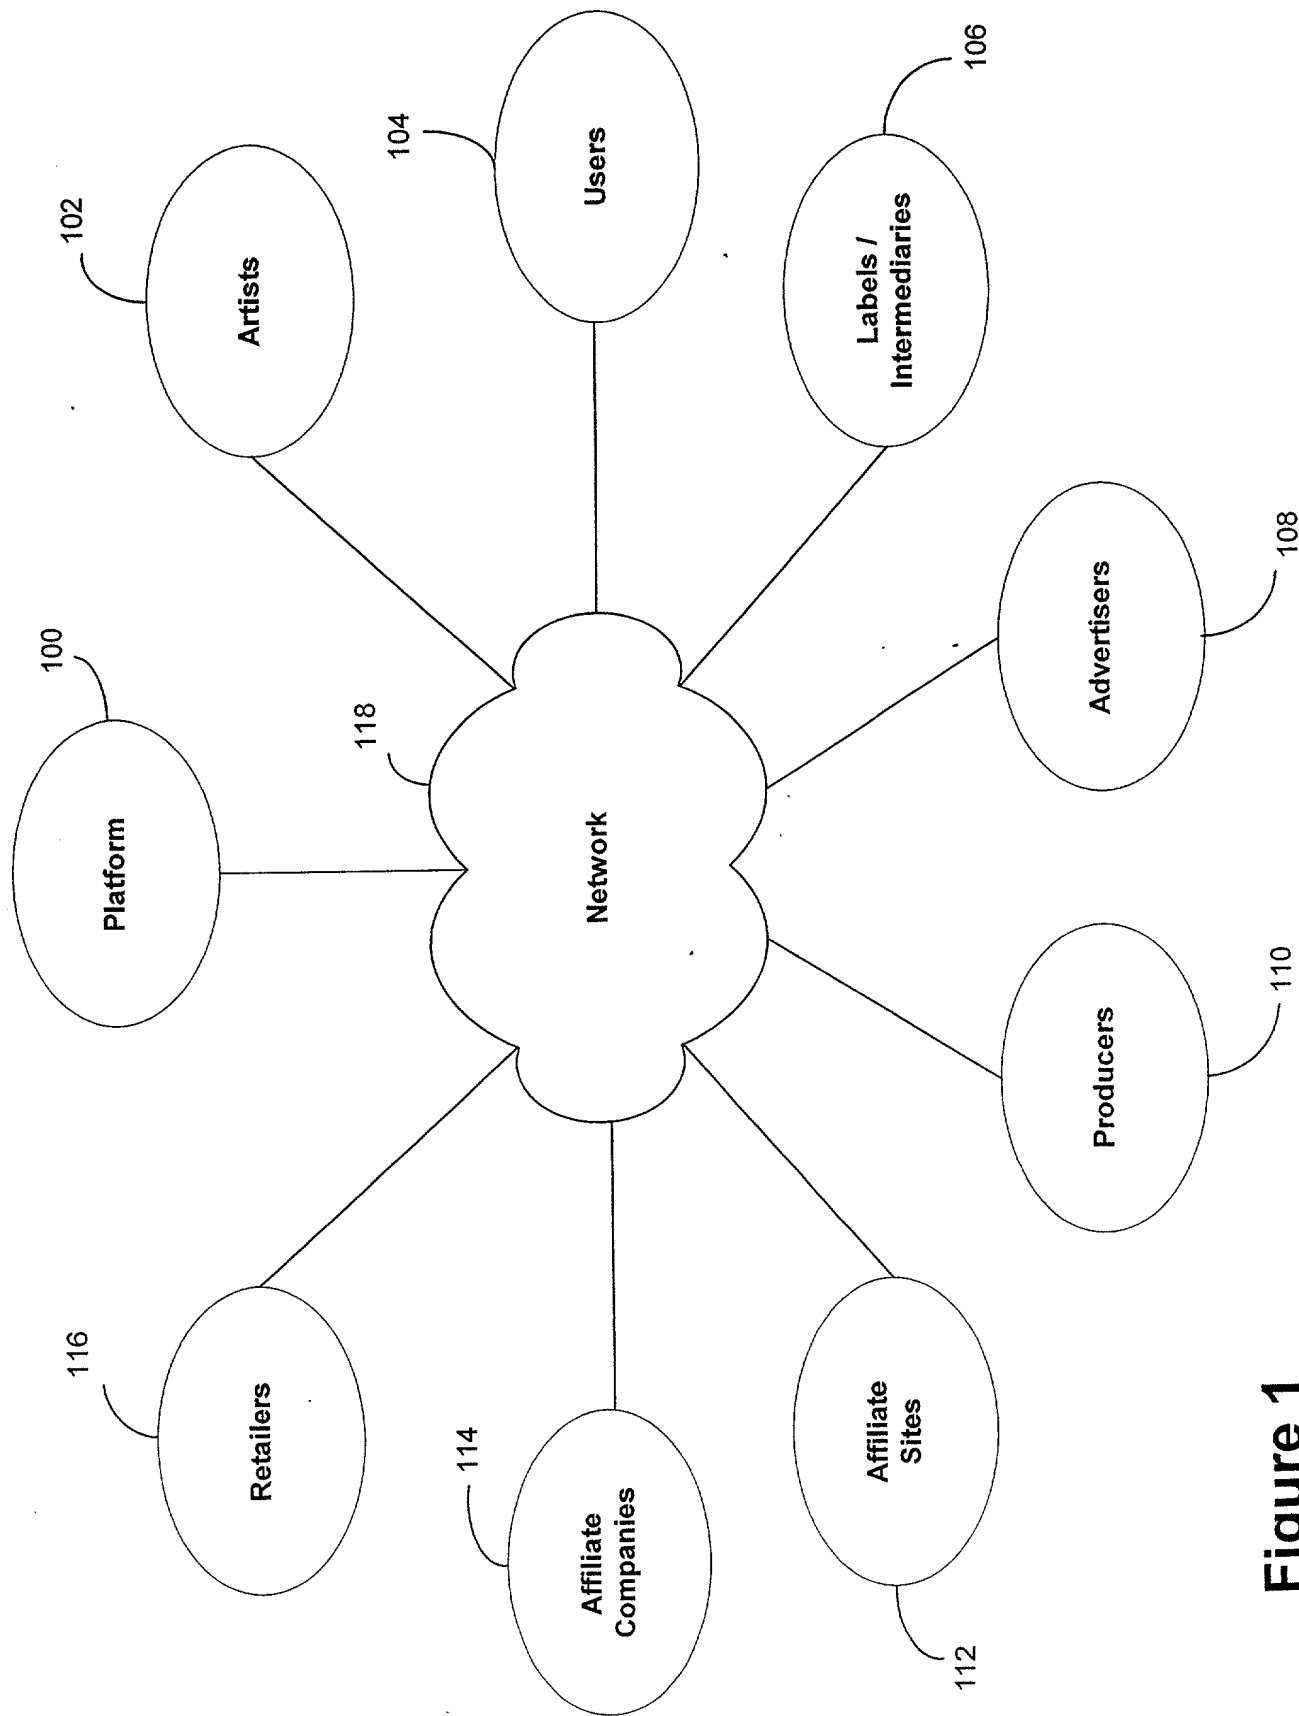 100
Platform
102
Artists
104
Users
Labels /
Intermediaries
106
Advertisers
108
Producers
110
Affiliate
Sites
112
Affiliate
Companies
114
Retailers
116
118
Network
Figure 1